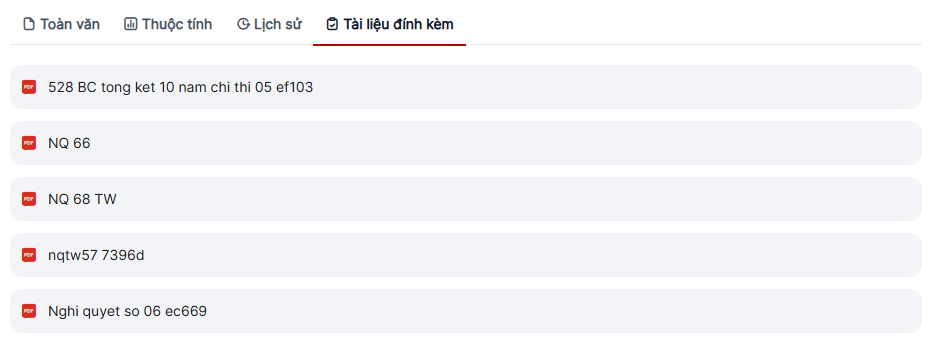 Toàn văn Thuộc tính Lịch sử Tài liệu đính kèm
PDF 528 BC tong ket 10 nam chi thi 05 ef103
PDF NQ 66
PDF NQ 68 TW
PDF nqtw57 7396d
PDF Nghi quyet so 06 ec669